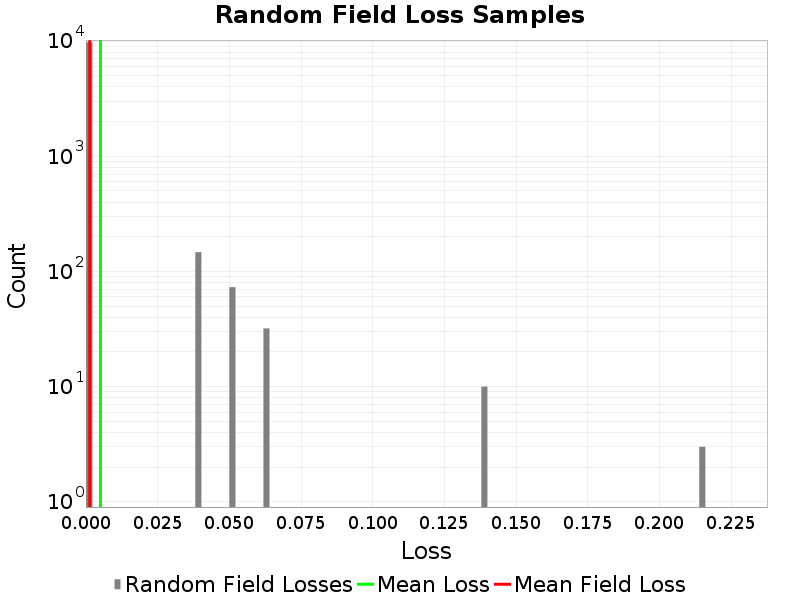 Random Field Loss Samples
10^4
10^3
10^2
10^1
10^0
Count
0.000 0.025 0.050 0.075 0.100 0.125 0.150 0.175 0.200 0.225
Loss
Random Field Losses Mean Loss Mean Field Loss